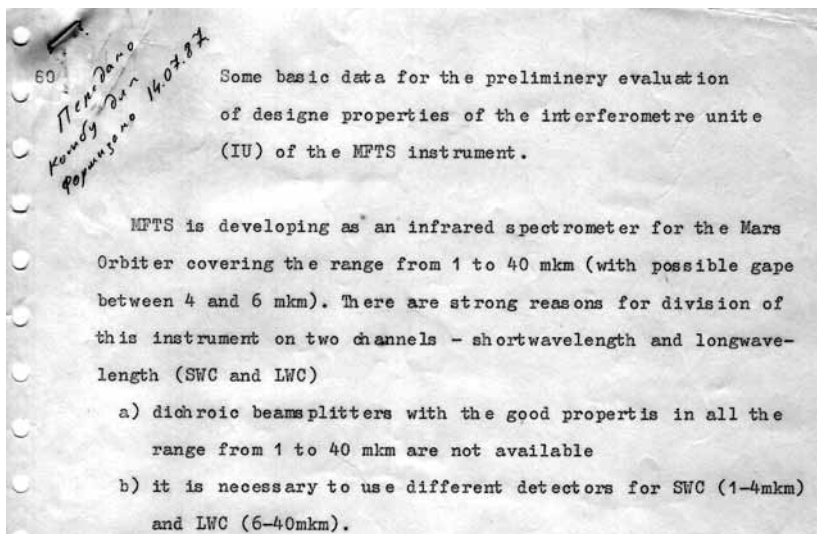 60
Передано
для
14.07.87
Some basic data for the preliminery evaluation
of designe properties of the interferometre unite
(IU) of the MFTS instrument.
MFTS is developing as an infrared spectrometer for the Mars
Orbiter covering the range from 1 to 40 mkm (with possible gape
between 4 and 6 mkm). There are strong reasons for division of
this instrument on two channels – shortwavelength and longwave-
length (SWC and LWC)
a) dichroic beamsplitters with the good propertis in all the
range from 1 to 40 mkm are not available
b) it is necessary to use different detectors for SWC (1-4mkm)
and LWC (6-40mkm).